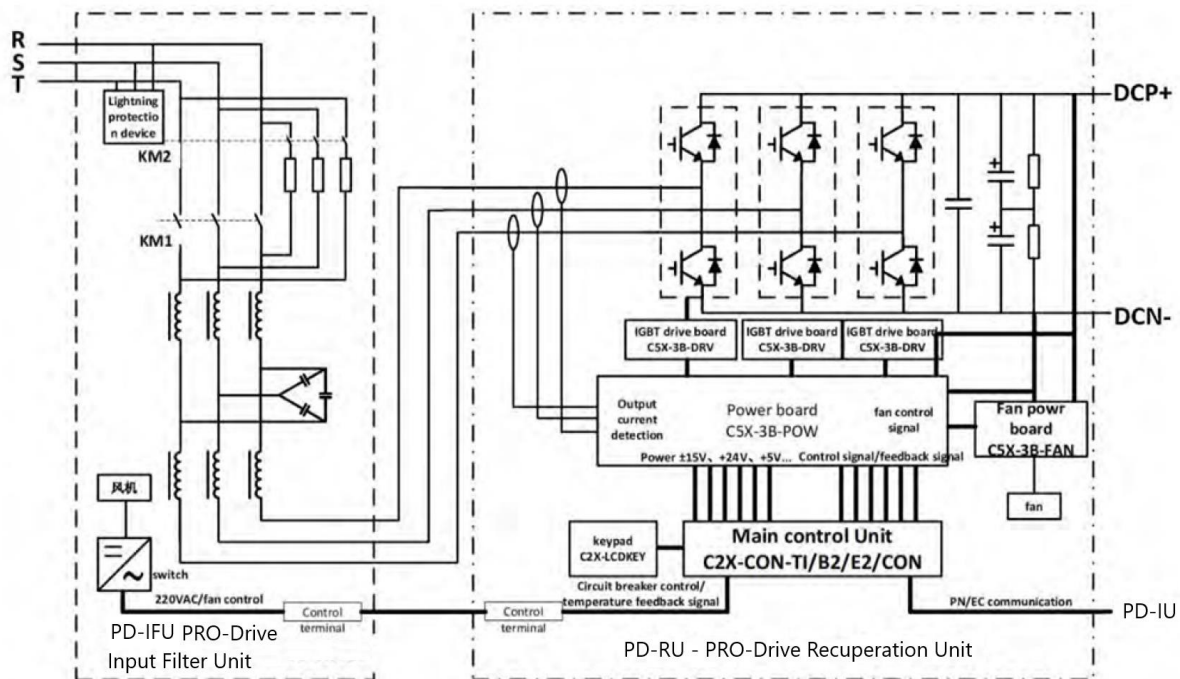 R
S
T
Lightning
protectio
n device
KM2
KM1
风机
switch
220VAC/fan control
Control
terminal
PD-IFU PRO-Drive
Input Filter Unit
DCP+
DCN-
IGBT drive board
C5X-3B-DRV
IGBT drive board
C5X-3B-DRV
IGBT drive board
C5X-3B-DRV
Output
current
detection
Power board
C5X-3B-POW
fan control
signal
Power ±15V、+24V、+5V...
Control signal/feedback signal
Fan powr
board
C5X-3B-FAN
fan
keypad
C2X-LCDKEY
Main control Unit
C2X-CON-TI/B2/E2/CON
Circuit breaker control/
temperature feedback signal
Control
terminal
PN/EC communication
PD-IU
PD-RU - PRO-Drive Recuperation Unit